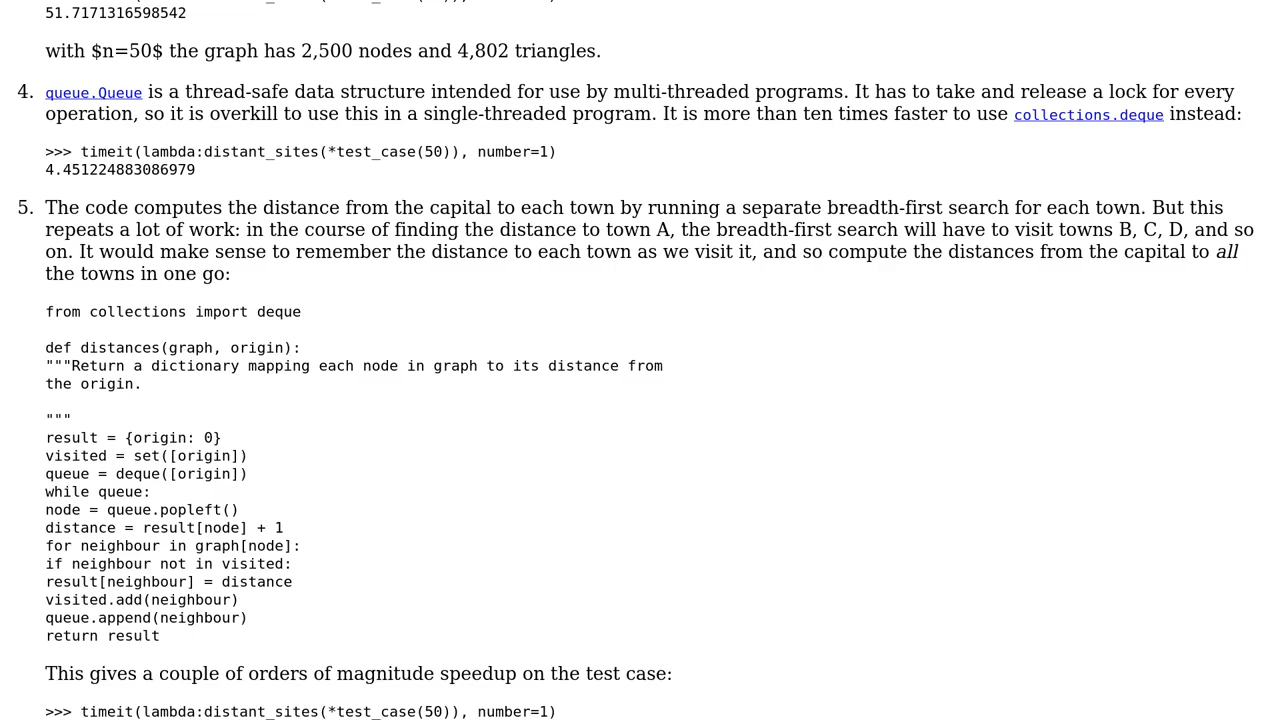 51.7171316598542
with $n=50$ the graph has 2,500 nodes and 4,802 triangles.
4. queue.Queue is a thread-safe data structure intended for use by multi-threaded programs. It has to take and release a lock for every
operation, so it is overkill to use this in a single-threaded program. It is more than ten times faster to use collections.deque instead:
>>> timeit(lambda:distant_sites(*test_case(50)), number=1)
4.451224883086979
5. The code computes the distance from the capital to each town by running a separate breadth-first search for each town. But this
repeats a lot of work: in the course of finding the distance to town A, the breadth-first search will have to visit towns B, C, D, and so
on. It would make sense to remember the distance to each town as we visit it, and so compute the distances from the capital to all
the towns in one go:
from collections import deque
def distances(graph, origin):
"""Return a dictionary mapping each node in graph to its distance from
the origin.
"""
result = {origin: 0}
visited = set([origin])
queue = deque([origin])
while queue:
node = queue.popleft()
distance = result[node] + 1
for neighbour in graph[node]:
if neighbour not in visited:
result[neighbour] = distance
visited.add(neighbour)
queue.append(neighbour)
return result
This gives a couple of orders of magnitude speedup on the test case:
>>> timeit(lambda:distant_sites(*test_case(50)), number=1)